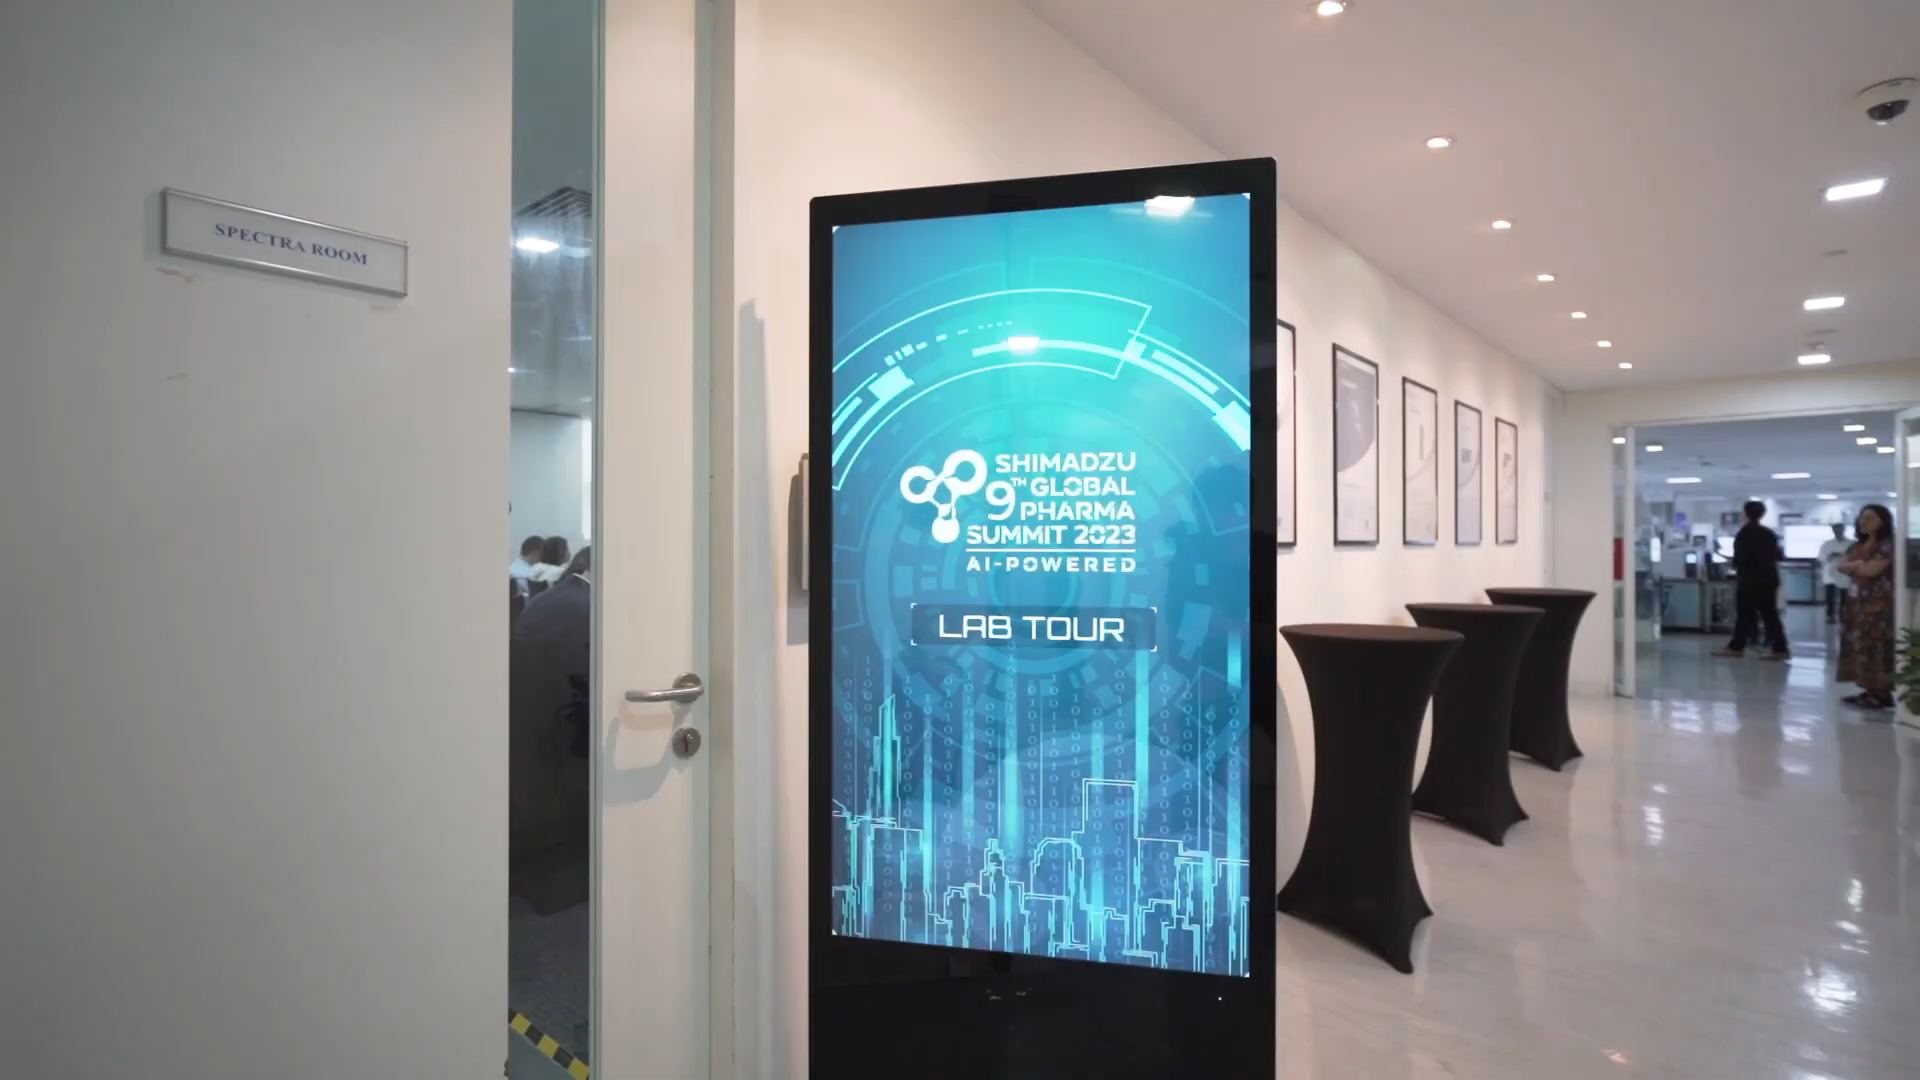 SPECTRA ROOM
SHIMADZU
9TH GLOBAL
PHARMA
SUMMIT 2023
AI-POWERED
LAB TOUR